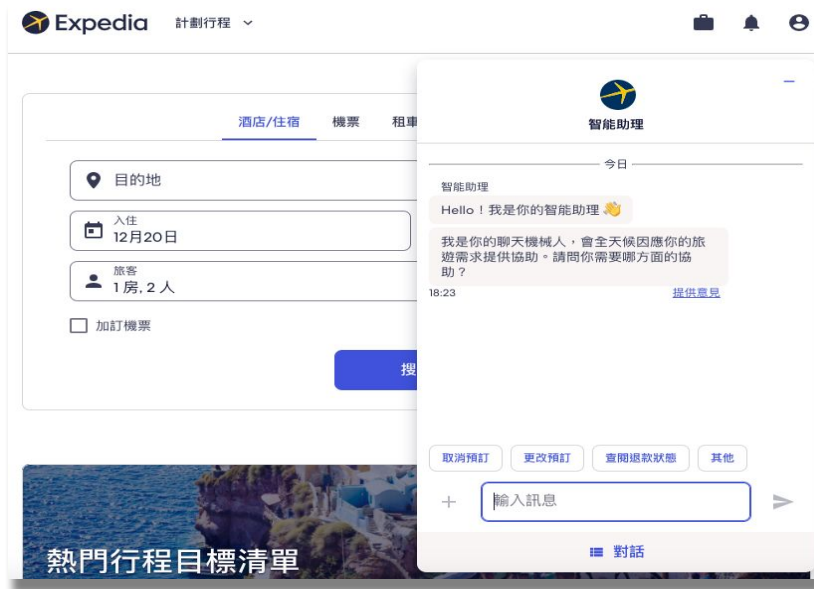 Expedia
計劃行程
酒店/住宿 機票 租車
目的地
入住
12月20日
旅客
1房, 2人
加訂機票
搜
熱門行程目標清單
智能助理
今日
智能助理
Hello！我是你的智能助理 👋
我是你的聊天機械人，會全天候因應你的旅
遊需求提供協助。請問你需要哪方面的協
助？
18:23 提供意見
取消預訂 更改預訂 查閱退款狀態 其他
輸入訊息
對話